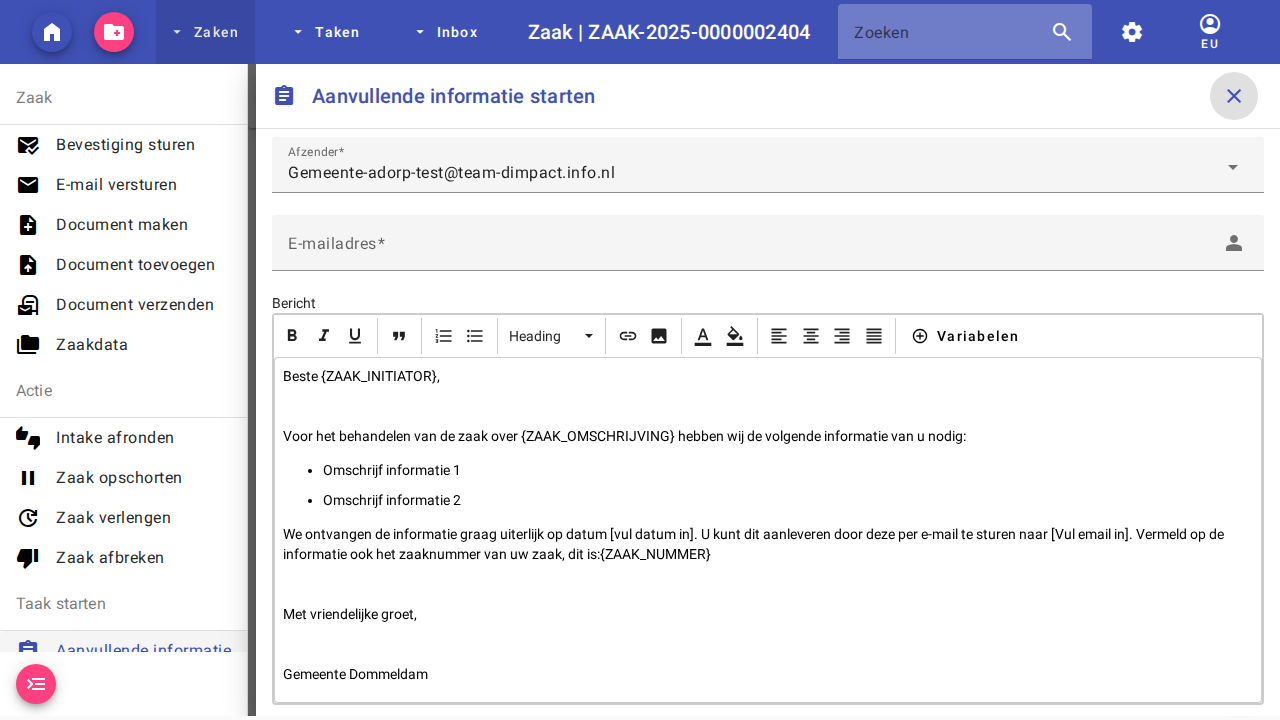 Zaken
Taken
Inbox
Zaak | ZAAK-2025-0000002404
Zoeken
EU
Zaak
Bevestiging sturen
E-mail versturen
Document maken
Document toevoegen
Document verzenden
Zaakdata
Actie
Intake afronden
Zaak opschorten
Zaak verlengen
Zaak afbreken
Taak starten
Aanvullende informatie
Aanvullende informatie starten
Afzender*
Gemeente-adorp-test@team-dimpact.info.nl
E-mailadres*
Bericht
Heading
Variabelen
Beste {ZAAK_INITIATOR},
Voor het behandelen van de zaak over {ZAAK_OMSCHRIJVING} hebben wij de volgende informatie van u nodig:
• Omschrijf informatie 1
• Omschrijf informatie 2
We ontvangen de informatie graag uiterlijk op datum [vul datum in]. U kunt dit aanleveren door deze per e-mail te sturen naar [Vul email in]. Vermeld op de
informatie ook het zaaknummer van uw zaak, dit is:{ZAAK_NUMMER}
Met vriendelijke groet,
Gemeente Dommeldam